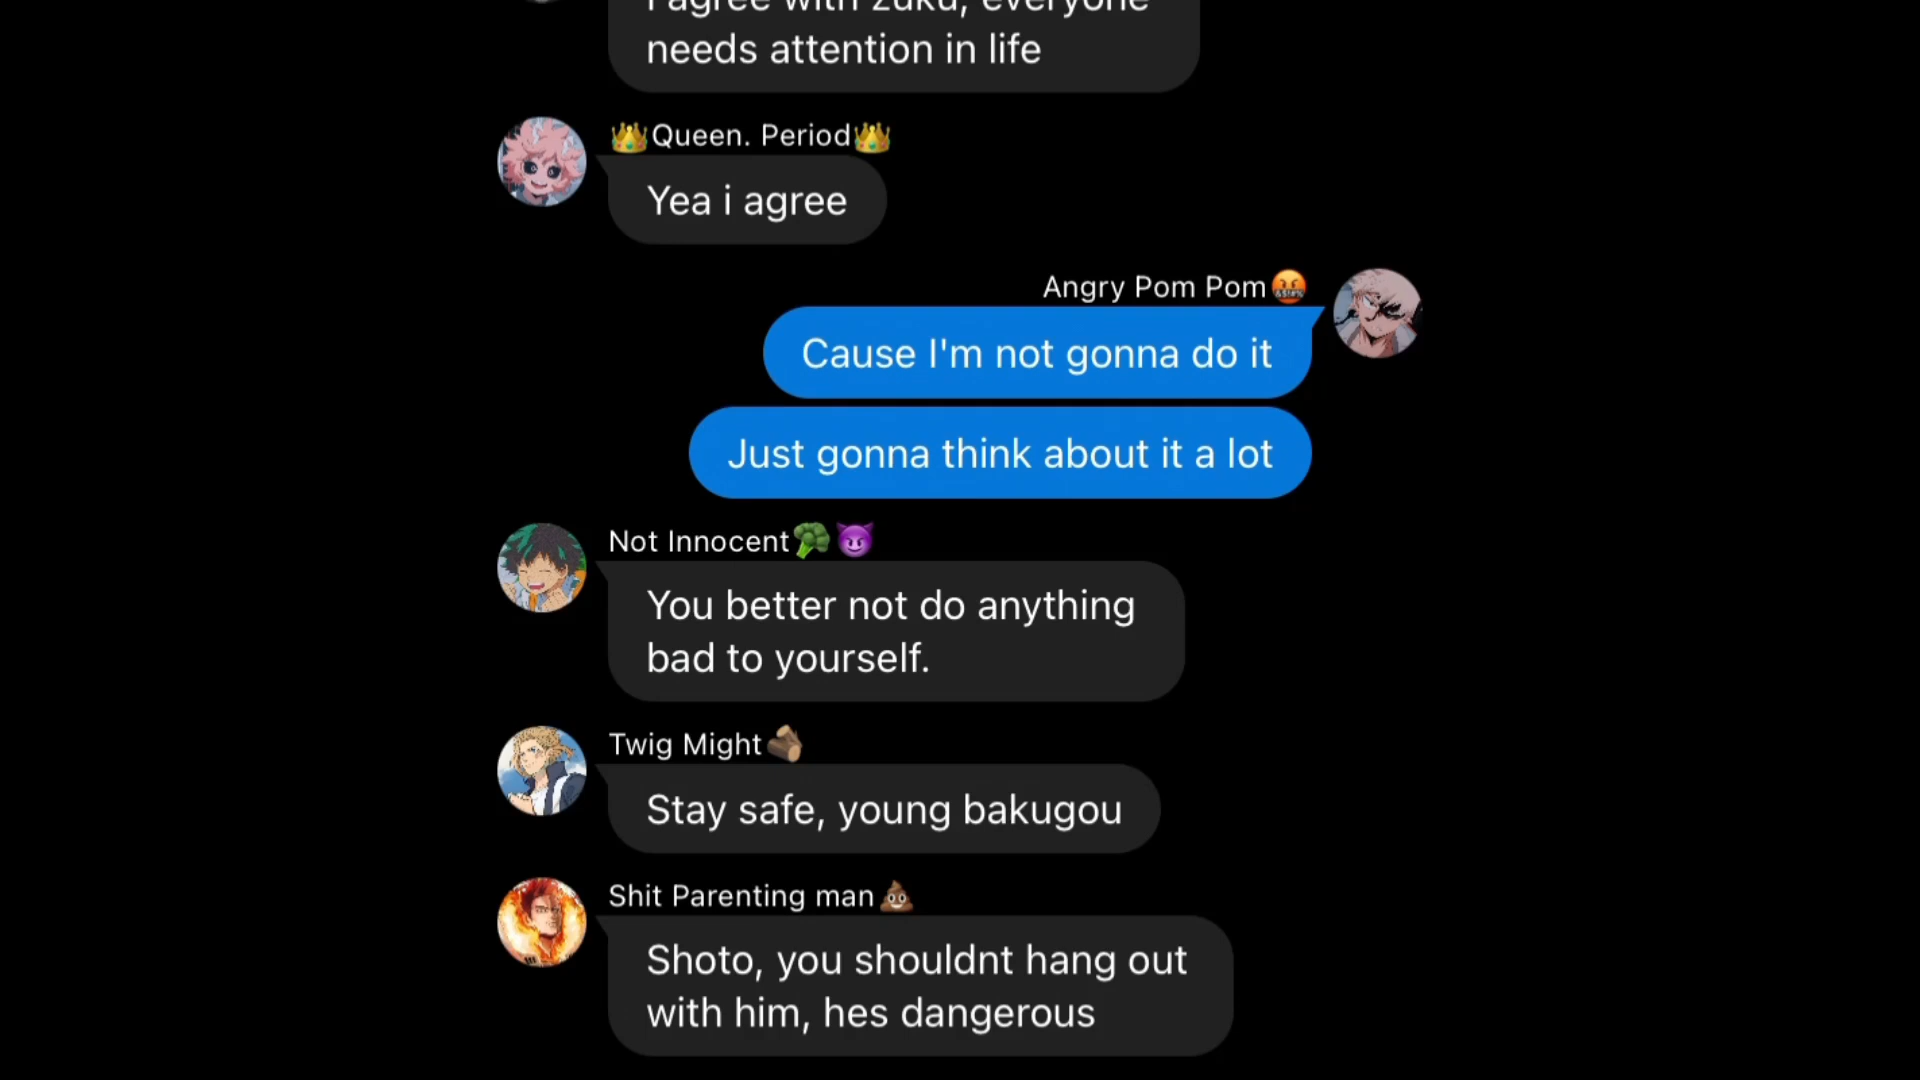 I agree with zuku, everyone
needs attention in life
👑Queen. Period👑
Yea i agree
Angry Pom Pom🤬
Cause I'm not gonna do it
Just gonna think about it a lot
Not Innocent🥦😈
You better not do anything
bad to yourself.
Twig Might🪵
Stay safe, young bakugou
Shit Parenting man💩
Shoto, you shouldnt hang out
with him, hes dangerous